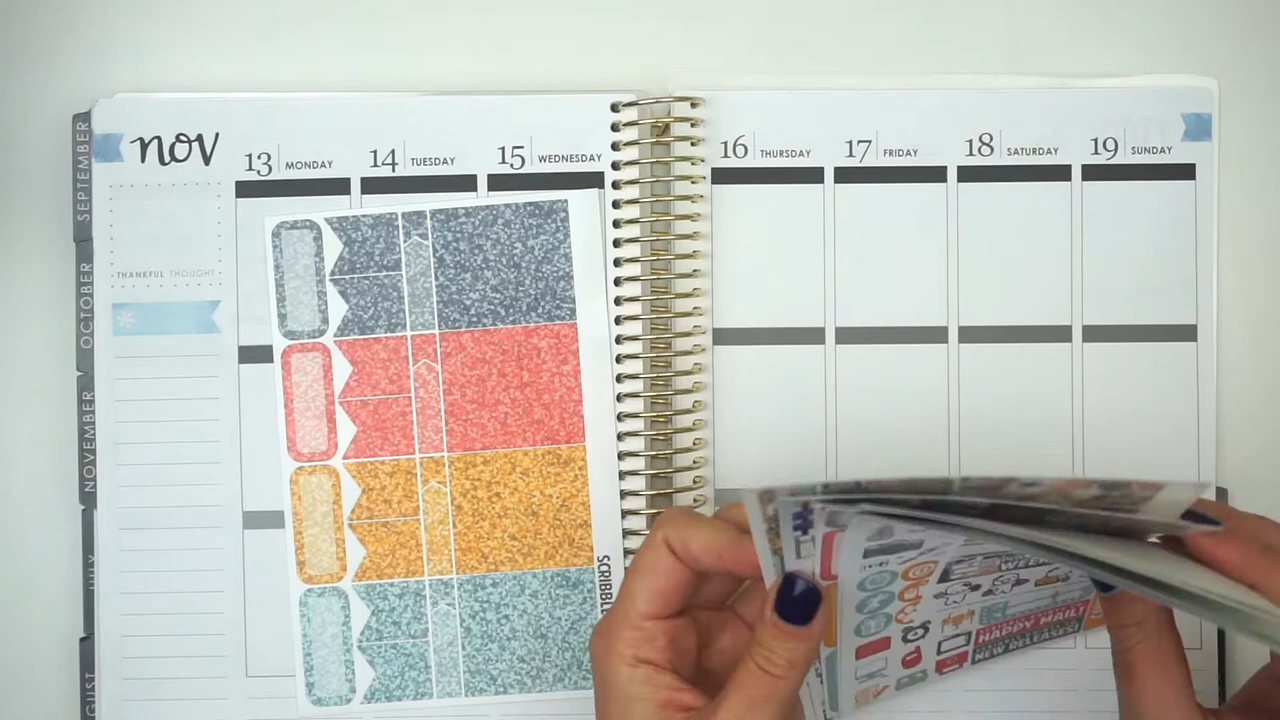 nov
13 MONDAY
14 TUESDAY
15 WEDNESDAY
16 THURSDAY
17 FRIDAY
18 SATURDAY
19 SUNDAY
THANKFUL THOUGHT
SEPTEMBER
OCTOBER
NOVEMBER
HAPPY MAIL!
NEW RELEASES!